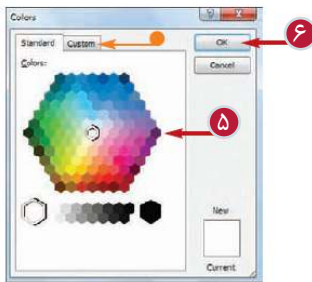 Colors
Standard Custom
OK
۶
Cancel
Colors:
۵
New
Current